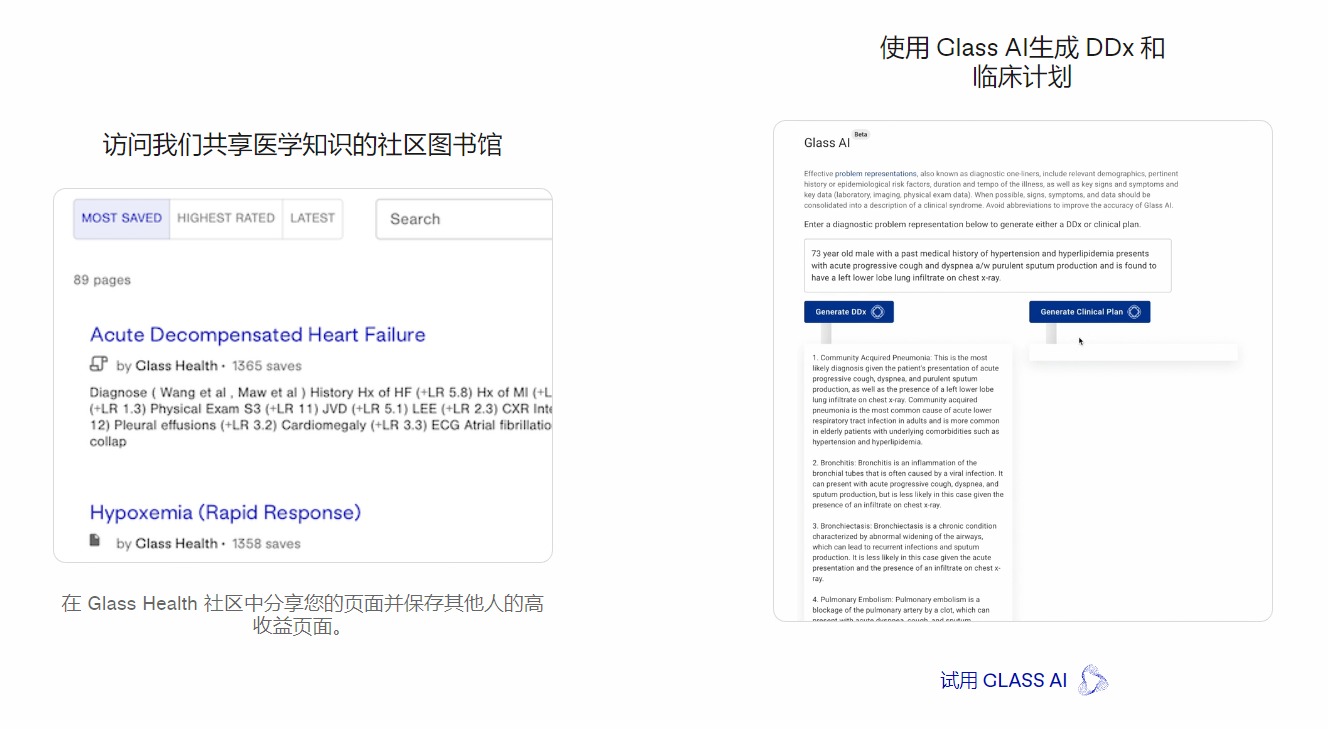 访问我们共享医学知识的社区图书馆
MOST SAVED
HIGHEST RATED
LATEST
Search
89 pages
Acute Decompensated Heart Failure
by Glass Health · 1365 saves
Diagnose ( Wang et al , Maw et al ) History Hx of HF (+LR 5.8) Hx of MI (+L
(+LR 1.3) Physical Exam S3 (+LR 11) JVD (+LR 5.1) LEE (+LR 2.3) CXR Inte
12) Pleural effusions (+LR 3.2) Cardiomegaly (+LR 3.3) ECG Atrial fibrillatio
collap
Hypoxemia (Rapid Response)
by Glass Health · 1358 saves
在 Glass Health 社区中分享您的页面并保存其他人的高
收益页面。
使用 Glass AI生成 DDx 和
临床计划
Glass AI Beta
Effective problem representations, also known as diagnostic one-liners, include relevant demographics, pertinent
history or epidemiological risk factors, duration and tempo of the illness, as well as key signs and symptoms and
key data (laboratory, imaging, physical exam data). When possible, signs, symptoms, and data should be
consolidated into a description of a clinical syndrome. Avoid abbreviations to improve the accuracy of Glass AI.
Enter a diagnostic problem representation below to generate either a DDx or clinical plan.
73 year old male with a past medical history of hypertension and hyperlipidemia presents
with acute progressive cough and dyspnea a/w purulent sputum production and is found to
have a left lower lobe lung infiltrate on chest x-ray.
Generate DDx
Generate Clinical Plan
1. Community Acquired Pneumonia: This is the most
likely diagnosis given the patient's presentation of acute
progressive cough, dyspnea, and purulent sputum
production, as well as the presence of a left lower lobe
lung infiltrate on chest x-ray. Community acquired
pneumonia is the most common cause of acute lower
respiratory tract infection in adults and is more common
in elderly patients with underlying comorbidities such as
hypertension and hyperlipidemia.
2. Bronchitis: Bronchitis is an inflammation of the
bronchial tubes that is often caused by a viral infection. It
can present with acute progressive cough, dyspnea, and
sputum production, but is less likely in this case given the
presence of an infiltrate on chest x-ray.
3. Bronchiectasis: Bronchiectasis is a chronic condition
characterized by abnormal widening of the airways,
which can lead to recurrent infections and sputum
production. It is less likely in this case given the acute
presentation and the presence of an infiltrate on chest x-
ray.
4. Pulmonary Embolism: Pulmonary embolism is a
blockage of the pulmonary artery by a clot, which can
present with acute dyspnea, cough, and sputum
试用 GLASS AI